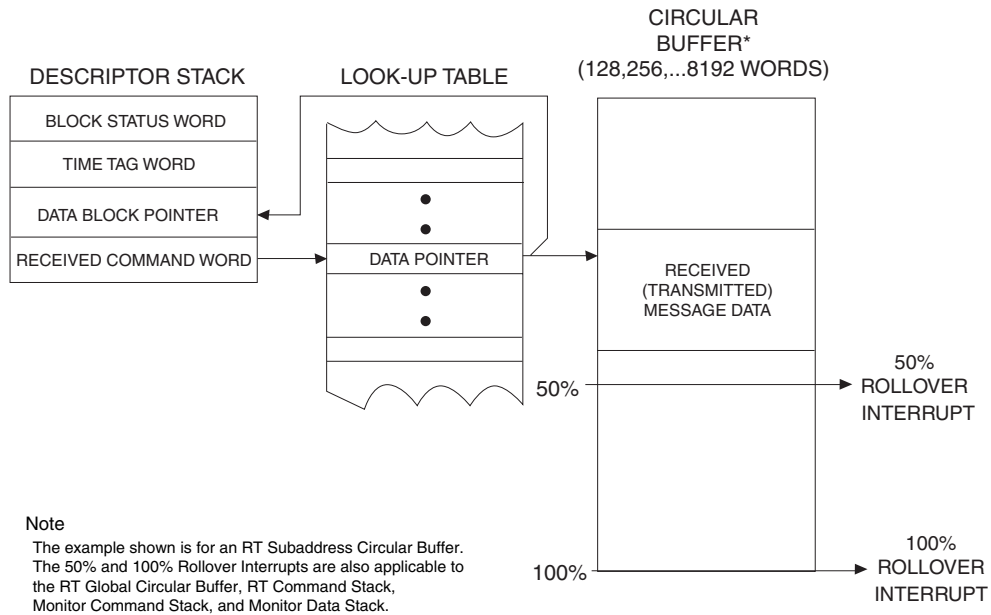 CIRCULAR
BUFFER*
(128,256,...8192 WORDS)
DESCRIPTOR STACK
LOOK-UP TABLE
BLOCK STATUS WORD
TIME TAG WORD
DATA BLOCK POINTER
RECEIVED COMMAND WORD
DATA POINTER
RECEIVED
(TRANSMITTED)
MESSAGE DATA
50%
50%
ROLLOVER
INTERRUPT
100%
100%
ROLLOVER
INTERRUPT
Note
The example shown is for an RT Subaddress Circular Buffer.
The 50% and 100% Rollover Interrupts are also applicable to
the RT Global Circular Buffer, RT Command Stack,
Monitor Command Stack, and Monitor Data Stack.